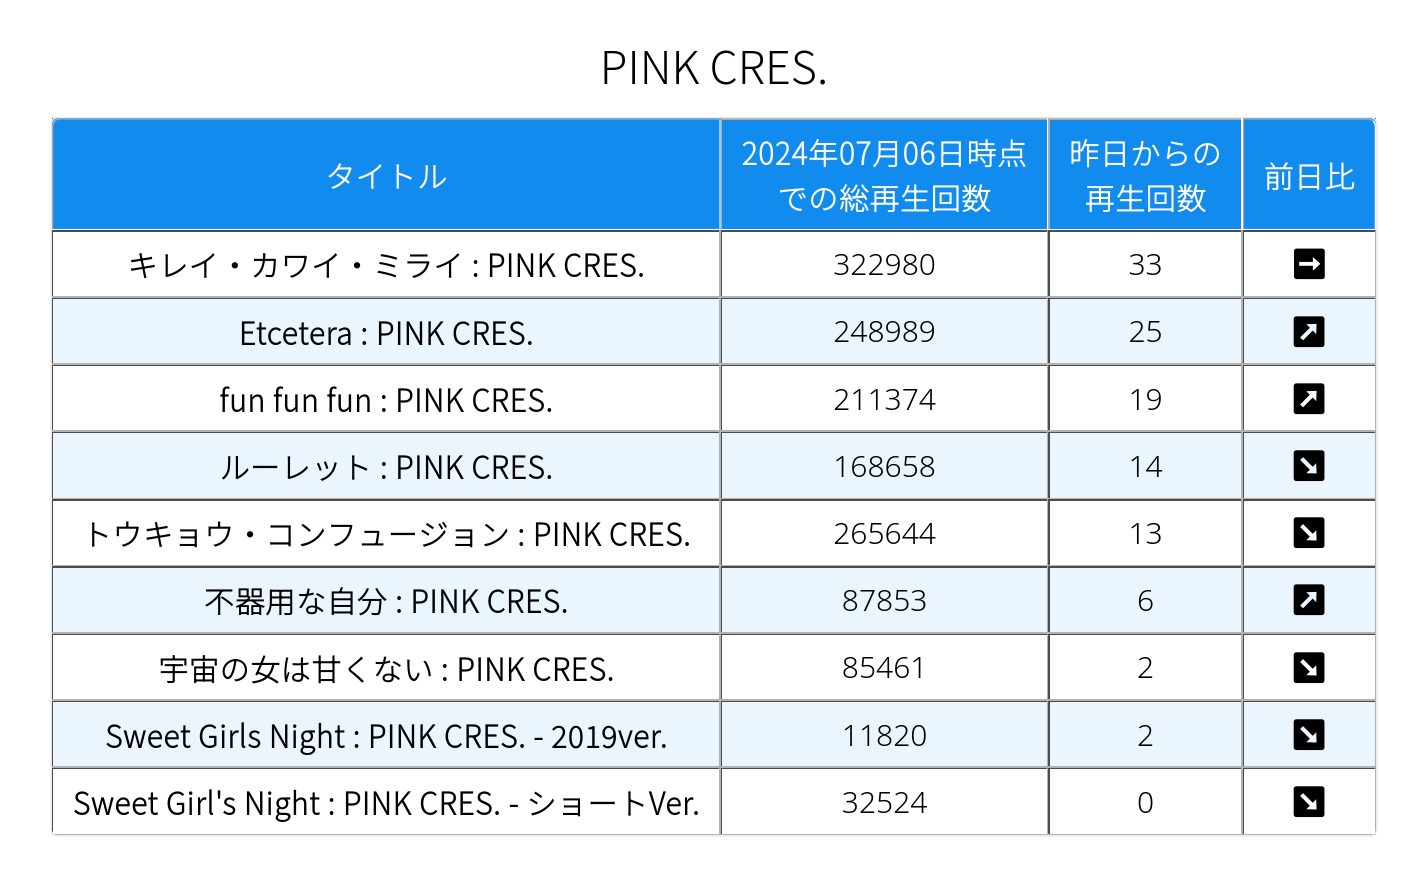 PINK CRES.
タイトル 2024年07月06日時点での総再生回数 昨日からの再生回数 前日比
キレイ・カワイ・ミライ : PINK CRES. 322980 33 ➡
Etcetera : PINK CRES. 248989 25 ↗
fun fun fun : PINK CRES. 211374 19 ↗
ルーレット : PINK CRES. 168658 14 ↘
トウキョウ・コンフュージョン : PINK CRES. 265644 13 ↘
不器用な自分 : PINK CRES. 87853 6 ↗
宇宙の女は甘くない : PINK CRES. 85461 2 ↘
Sweet Girls Night : PINK CRES. - 2019ver. 11820 2 ↘
Sweet Girl's Night : PINK CRES. - ショートVer. 32524 0 ↘